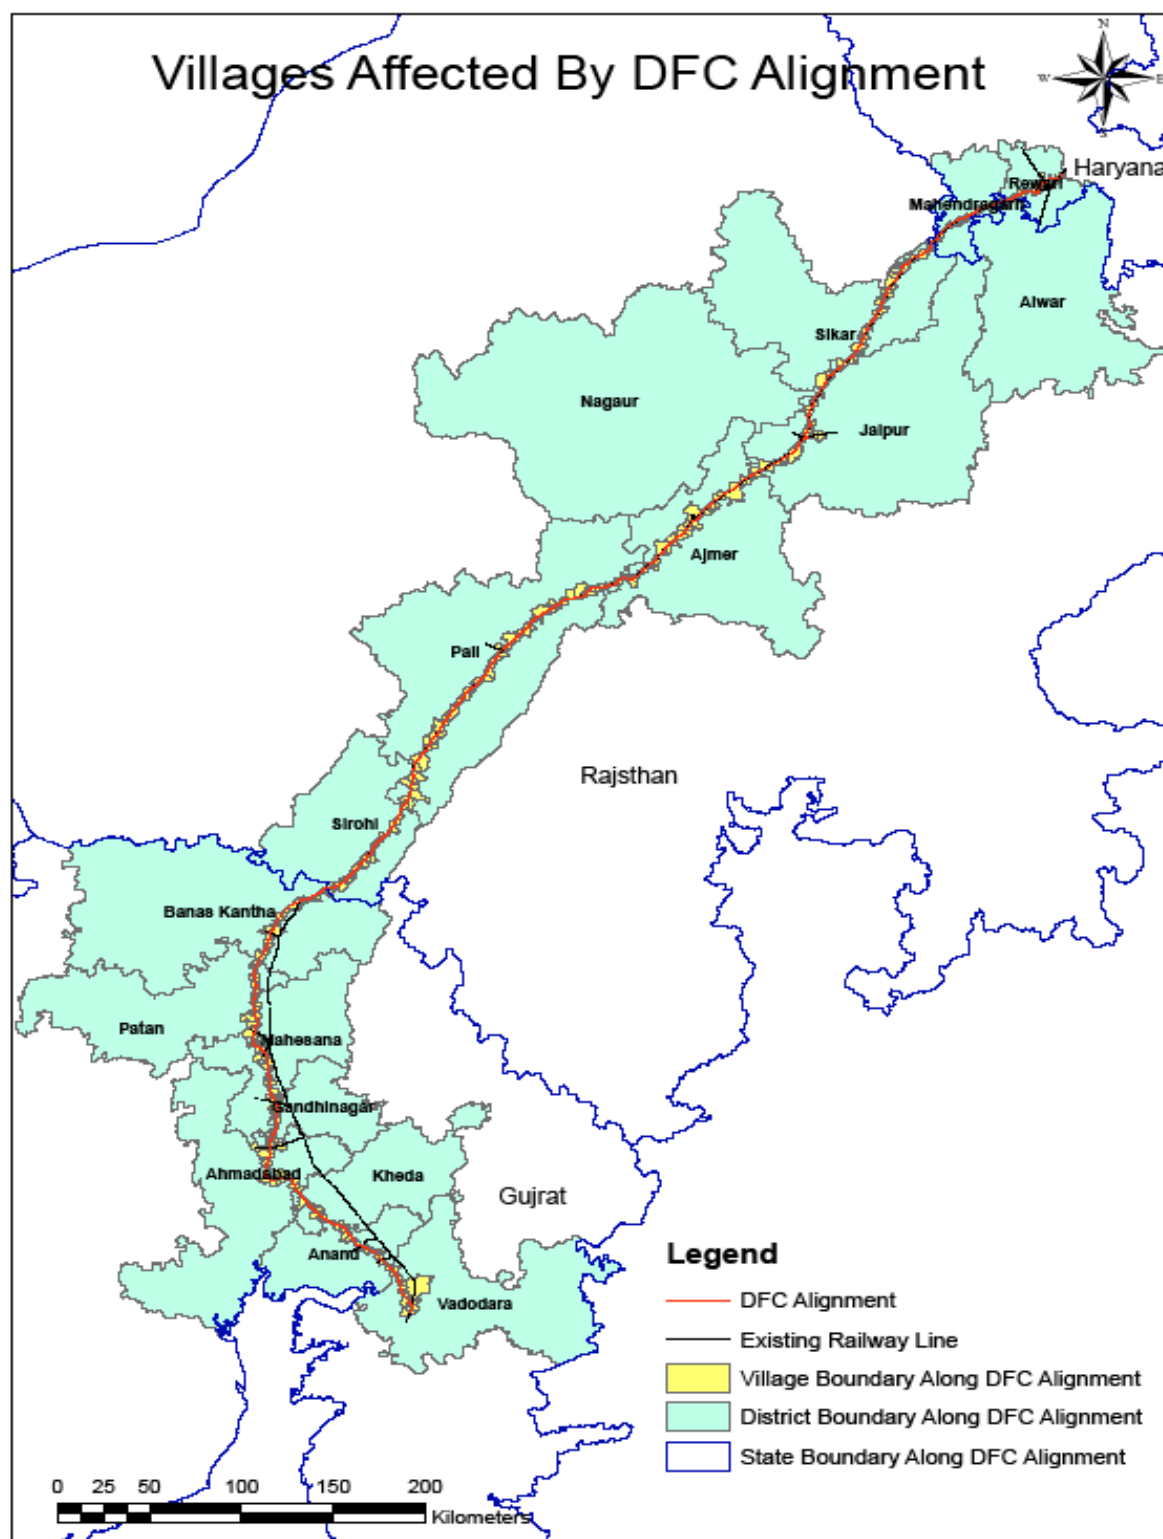 Villages Affected By DFC Alignment
N
W
E
S
Haryana
Rewari
Mahendragarh
Alwar
Sikar
Nagaur
Jaipur
Ajmer
Pali
Rajsthan
Sirohi
Banas Kantha
Patan
Mahesana
Gandhinagar
Ahmadabad
Kheda
Gujrat
Anand
Vadodara
Legend
DFC Alignment
Existing Railway Line
Village Boundary Along DFC Alignment
District Boundary Along DFC Alignment
State Boundary Along DFC Alignment
0 25 50 100 150 200
Kilometers